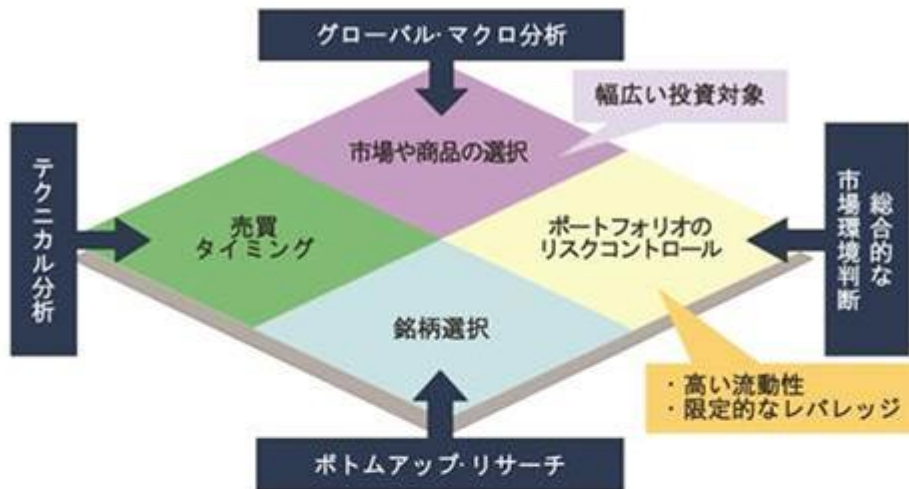 グローバル・マクロ分析
幅広い投資対象
市場や商品の選択
テクニカル分析
売買
タイミング
ポートフォリオの
リスクコントロール
総合的な
市場環境判断
銘柄選択
・高い流動性
・限定的なレバレッジ
ボトムアップ・リサーチ